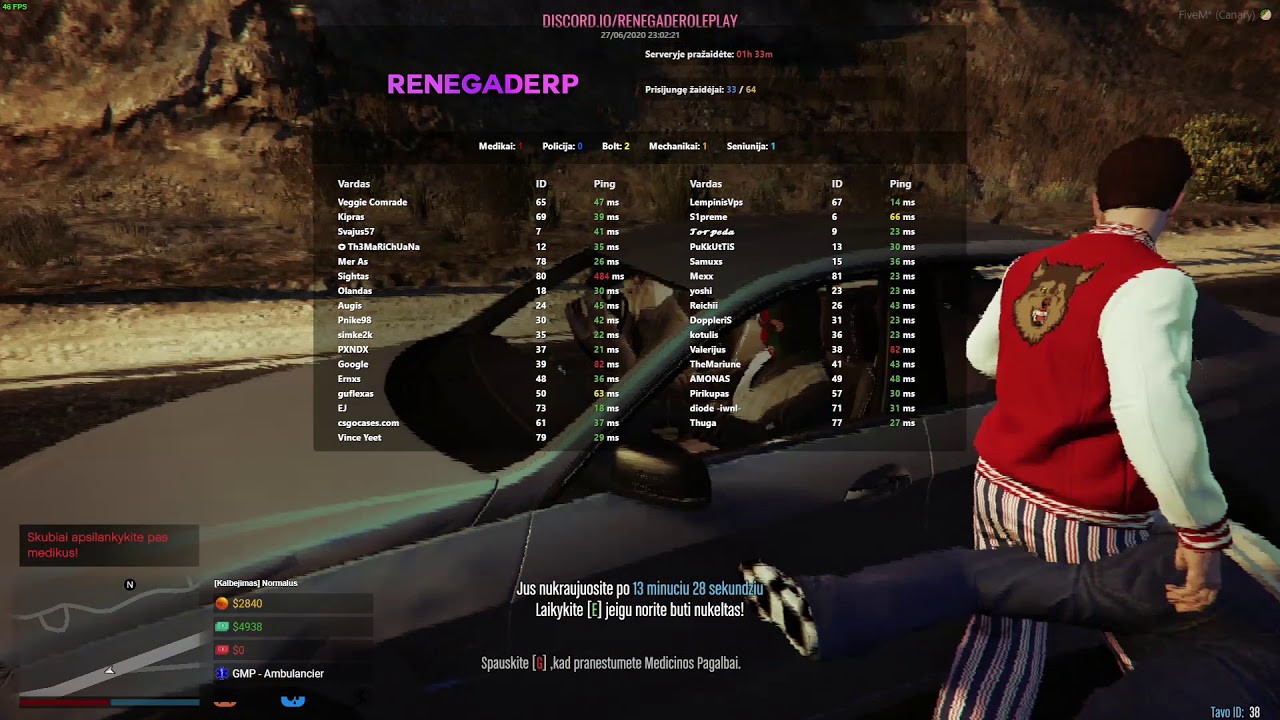 46 FPS
DISCORD.IO/RENEGADEROLEPLAY
FiveM* (Canary)
27/06/2020 23:02:21
Serveryje pražaidėte: 01h 33m
RENEGADERP
Prisijungę žaidėjai: 33 / 64
Medikai: 1 Policija: 0 Bolt: 2 Mechanikai: 1 Seniunija: 1
Vardas ID Ping Vardas ID Ping
Veggie Comrade 65 47 ms LempinisVps 67 14 ms
Kipras 69 39 ms S1preme 6 66 ms
Svajus57 7 41 ms 𝓣𝓸𝓻𝓹𝓮𝓭𝓪 9 23 ms
✪ Th3MaRiChUaNa 12 35 ms PuKkUtTiS 13 30 ms
Mer As 78 26 ms Samuxs 15 36 ms
Sightas 80 484 ms Mexx 81 23 ms
Olandas 18 30 ms yoshi 23 23 ms
Augis 24 45 ms Reichii 26 43 ms
Pnike98 30 42 ms DoppleriS 31 23 ms
simke2k 35 22 ms kotulis 36 23 ms
PXNDX 37 21 ms Valerijus 38 82 ms
Google 39 82 ms TheMariune 41 43 ms
Ernxs 48 36 ms AMONAS 49 48 ms
guflexas 50 63 ms Pirikupas 57 30 ms
EJ 73 18 ms diode -iwnl- 71 31 ms
csgocases.com 61 37 ms Thuga 77 27 ms
Vince Yeet 79 29 ms
Skubiai apsilankykite pas
medikus!
N
[Kalbejimas] Normalus
$2840
$4938
$0
GMP - Ambulancier
Jus nukraujuosite po 13 minuciu 28 sekundziu
Laikykite [E] jeigu norite buti nukeltas!
Spauskite [G] ,kad pranestumete Medicinos Pagalbai.
Tavo ID: 38